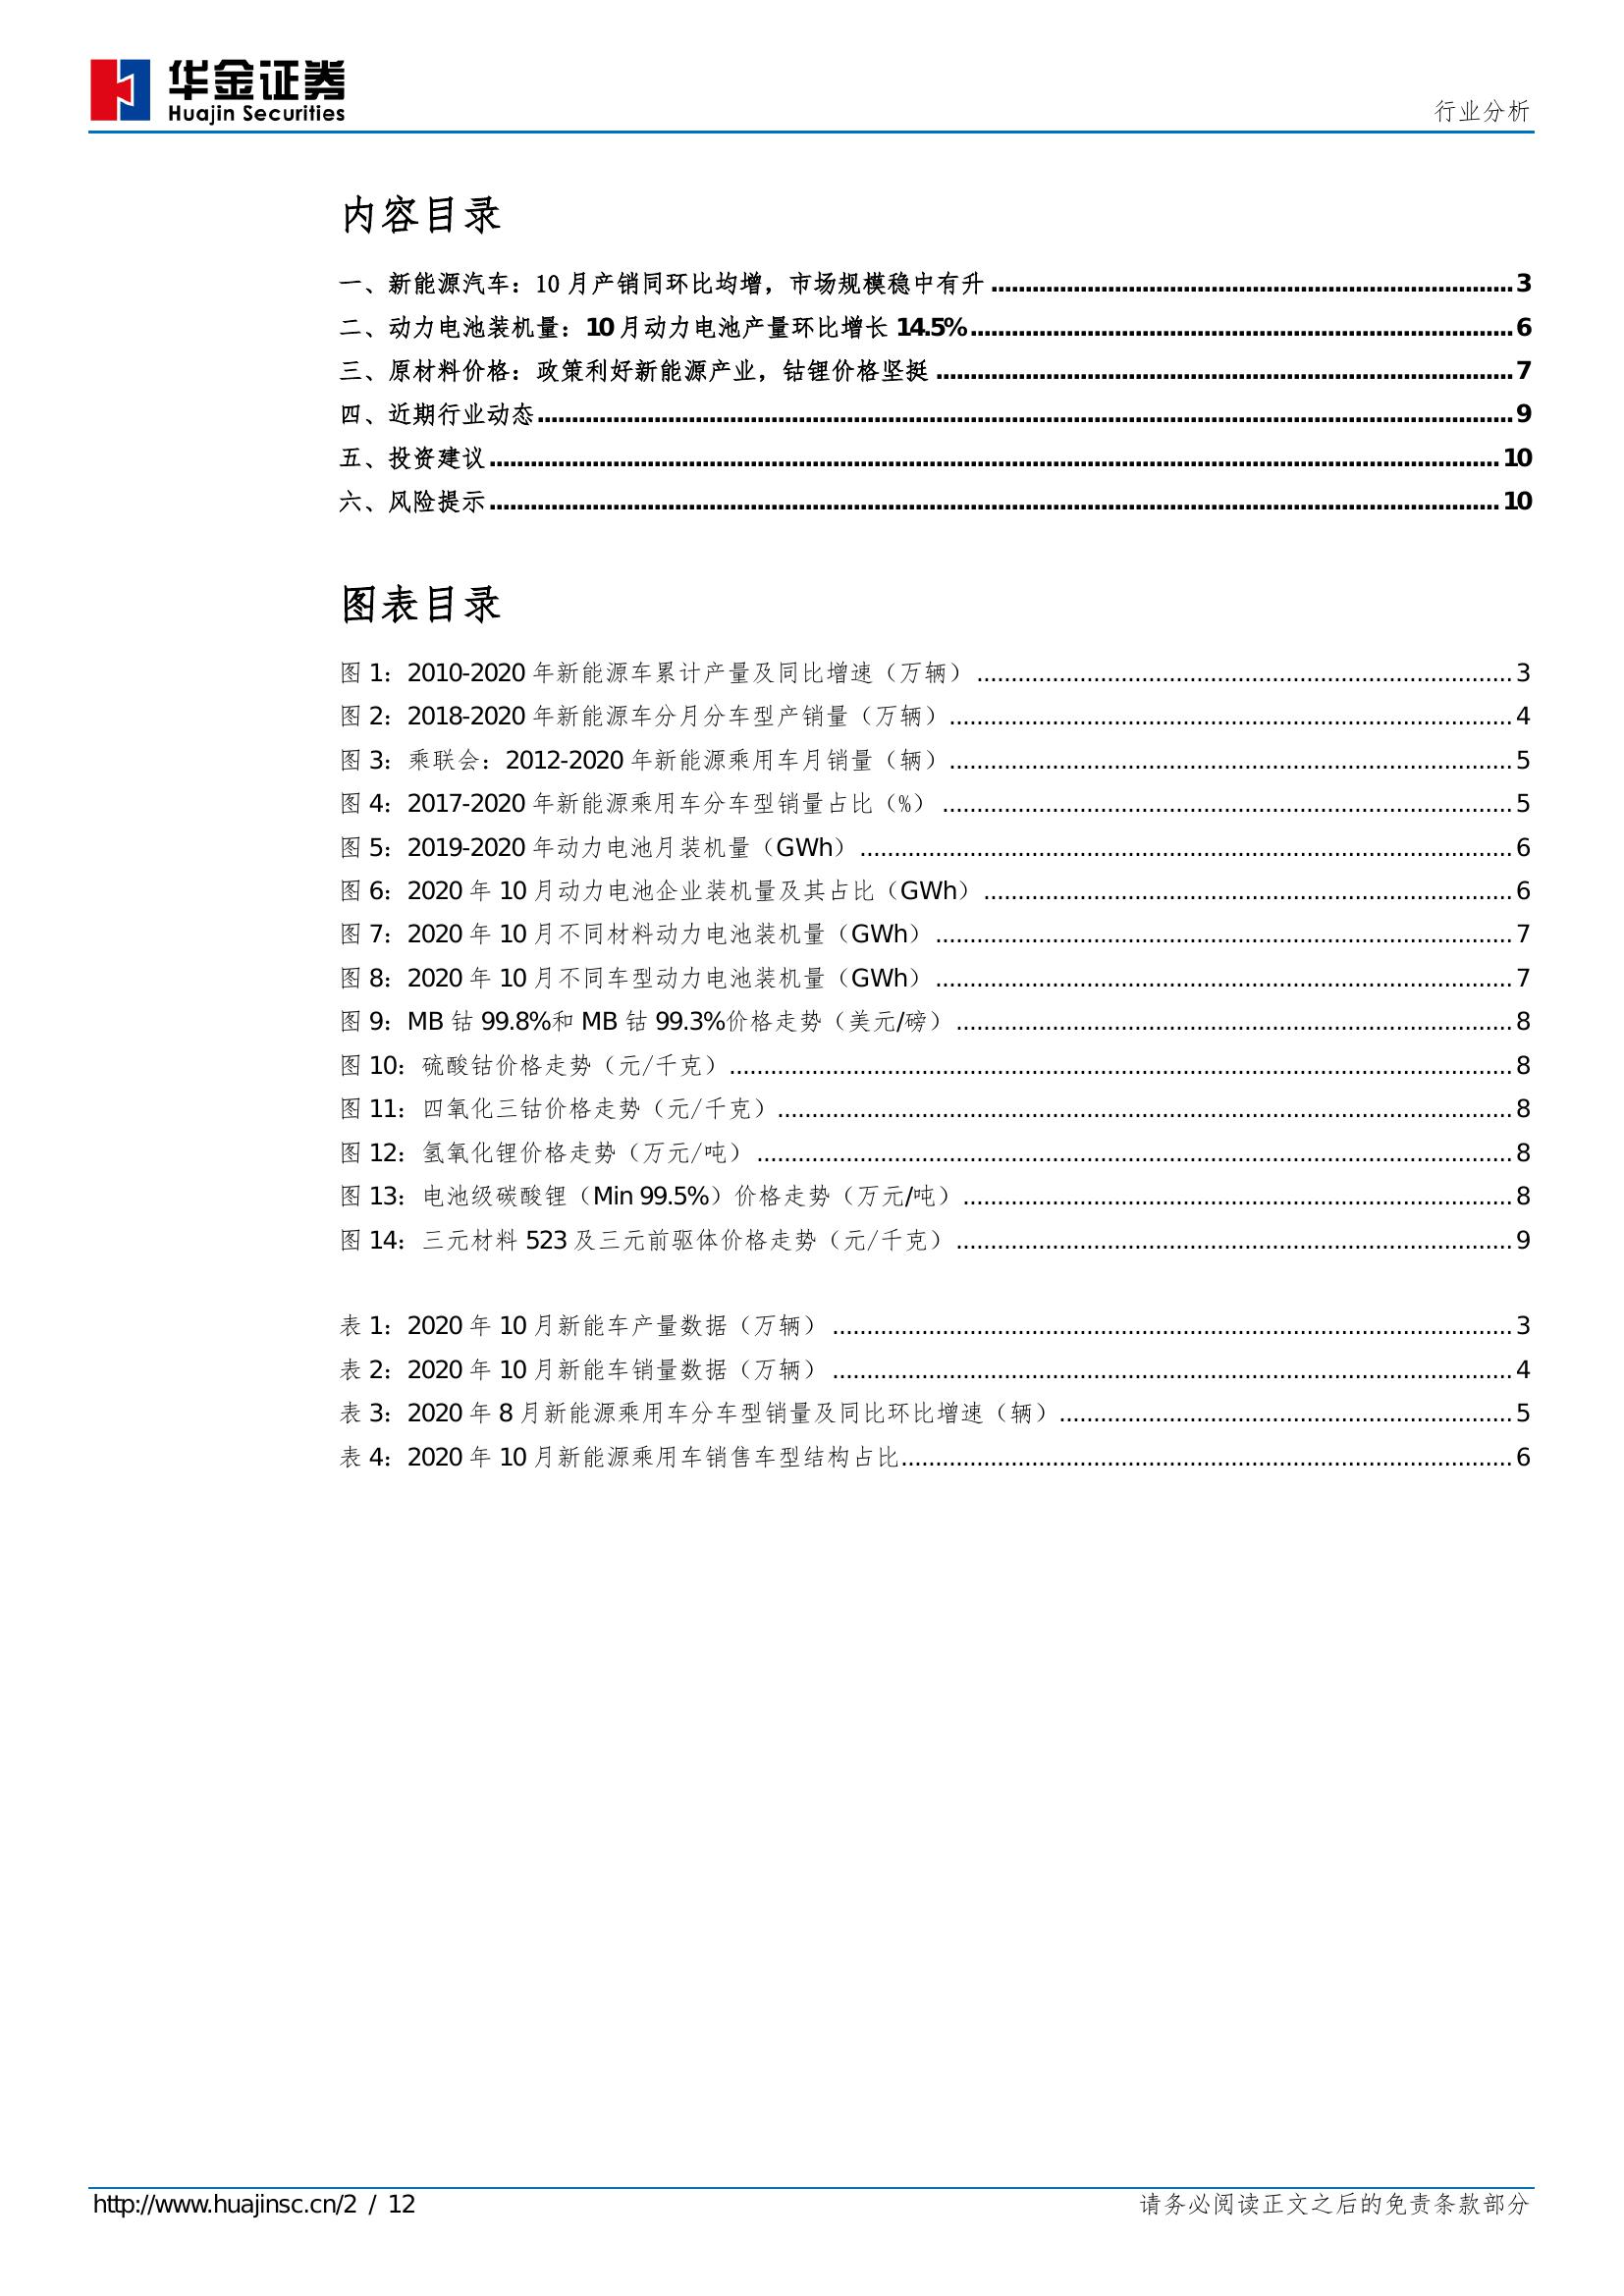 华金证券
Huajin Securities
行业分析
内容目录
一、新能源汽车：10 月产销同环比均增，市场规模稳中有升 3
二、动力电池装机量：10 月动力电池产量环比增长 14.5% 6
三、原材料价格：政策利好新能源产业，钴锂价格坚挺 7
四、近期行业动态 9
五、投资建议 10
六、风险提示 10
图表目录
图 1：2010-2020 年新能源车累计产量及同比增速（万辆） 3
图 2：2018-2020 年新能源车分月分车型产销量（万辆） 4
图 3：乘联会：2012-2020 年新能源乘用车月销量（辆） 5
图 4：2017-2020 年新能源乘用车分车型销量占比（%） 5
图 5：2019-2020 年动力电池月装机量（GWh） 6
图 6：2020 年 10 月动力电池企业装机量及其占比（GWh） 6
图 7：2020 年 10 月不同材料动力电池装机量（GWh） 7
图 8：2020 年 10 月不同车型动力电池装机量（GWh） 7
图 9：MB 钴 99.8%和 MB 钴 99.3%价格走势（美元/磅） 8
图 10：硫酸钴价格走势（元/千克） 8
图 11：四氧化三钴价格走势（元/千克） 8
图 12：氢氧化锂价格走势（万元/吨） 8
图 13：电池级碳酸锂（Min 99.5%）价格走势（万元/吨） 8
图 14：三元材料 523 及三元前驱体价格走势（元/千克） 9
表 1：2020 年 10 月新能车产量数据（万辆） 3
表 2：2020 年 10 月新能车销量数据（万辆） 4
表 3：2020 年 8 月新能源乘用车分车型销量及同比环比增速（辆） 5
表 4：2020 年 10 月新能源乘用车销售车型结构占比 6
http://www.huajinsc.cn/2 / 12
请务必阅读正文之后的免责条款部分